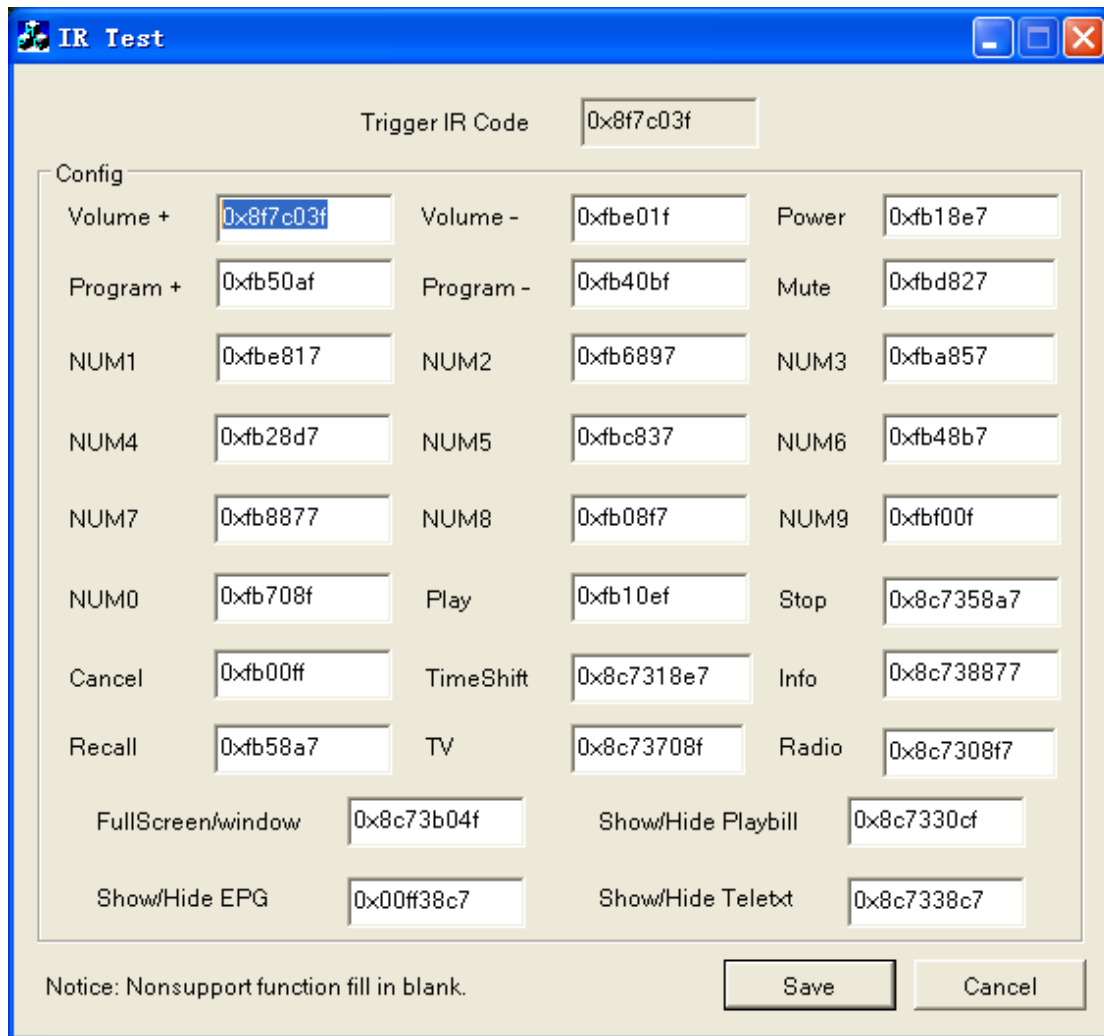 IR Test
Trigger IR Code 0x8f7c03f
Config
Volume + 0x8f7c03f Volume - 0xfbe01f Power 0xfb18e7
Program + 0xfb50af Program - 0xfb40bf Mute 0xfbd827
NUM1 0xfbe817 NUM2 0xfb6897 NUM3 0xfba857
NUM4 0xfb28d7 NUM5 0xfbc837 NUM6 0xfb48b7
NUM7 0xfb8877 NUM8 0xfb08f7 NUM9 0xfbf00f
NUM0 0xfb708f Play 0xfb10ef Stop 0x8c7358a7
Cancel 0xfb00ff TimeShift 0x8c7318e7 Info 0x8c738877
Recall 0xfb58a7 TV 0x8c73708f Radio 0x8c7308f7
FullScreen/window 0x8c73b04f Show/Hide Playbill 0x8c7330cf
Show/Hide EPG 0x00ff38c7 Show/Hide Teletxt 0x8c7338c7
Notice: Nonsupport function fill in blank. Save Cancel